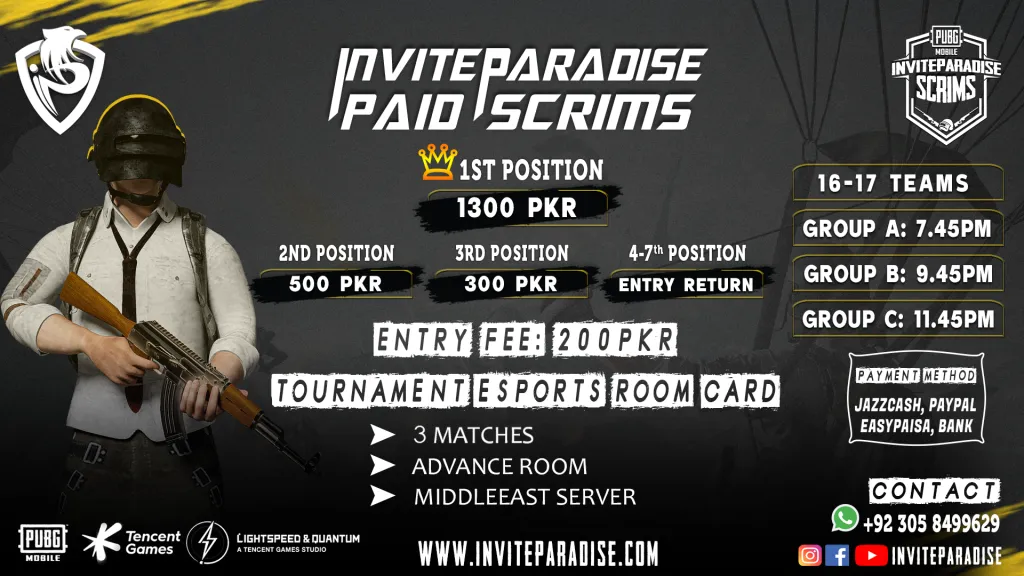 INVITEPARADISE
PAID SCRIMS
PUBG
MOBILE
INVITEPARADISE
SCRIMS
1ST POSITION
1300 PKR
2ND POSITION
500 PKR
3RD POSITION
300 PKR
4-7th POSITION
ENTRY RETURN
16-17 TEAMS
GROUP A: 7.45PM
GROUP B: 9.45PM
GROUP C: 11.45PM
ENTRY FEE: 200PKR
TOURNAMENT ESPORTS ROOM CARD
3 MATCHES
ADVANCE ROOM
MIDDLEEAST SERVER
PAYMENT METHOD
JAZZCASH, PAYPAL
EASYPAISA, BANK
CONTACT
+92 305 8499629
INVITEPARADISE
PUBG
MOBILE
Tencent
Games
LIGHTSPEED & QUANTUM
A TENCENT GAMES STUDIO
WWW.INVITEPARADISE.COM